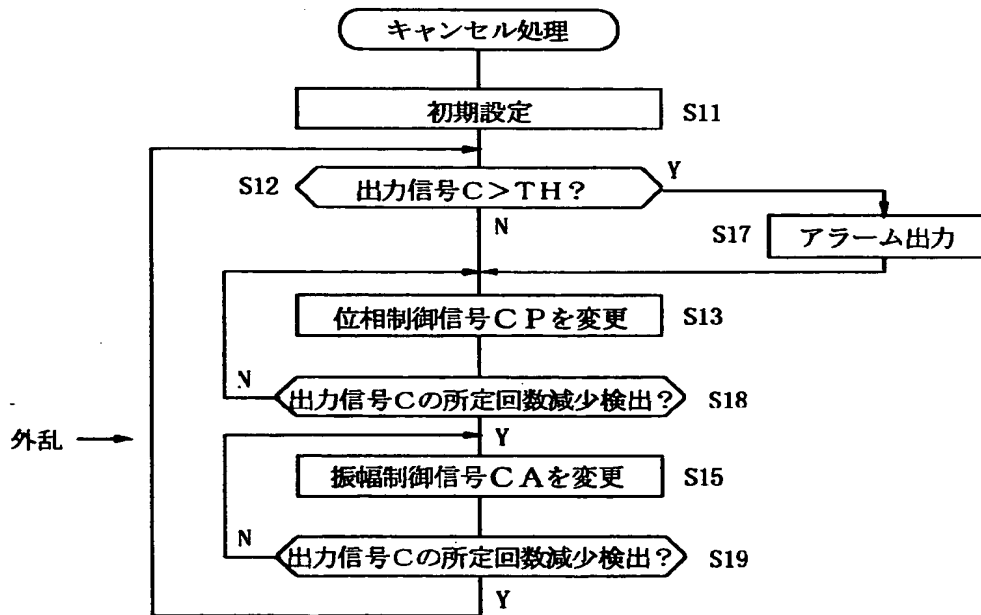 キャンセル処理
初期設定 S11
S12 出力信号C>TH? Y
N
S17 アラーム出力
位相制御信号CPを変更 S13
N
出力信号Cの所定回数減少検出? S18
Y
外乱
振幅制御信号CAを変更 S15
N
出力信号Cの所定回数減少検出? S19
Y